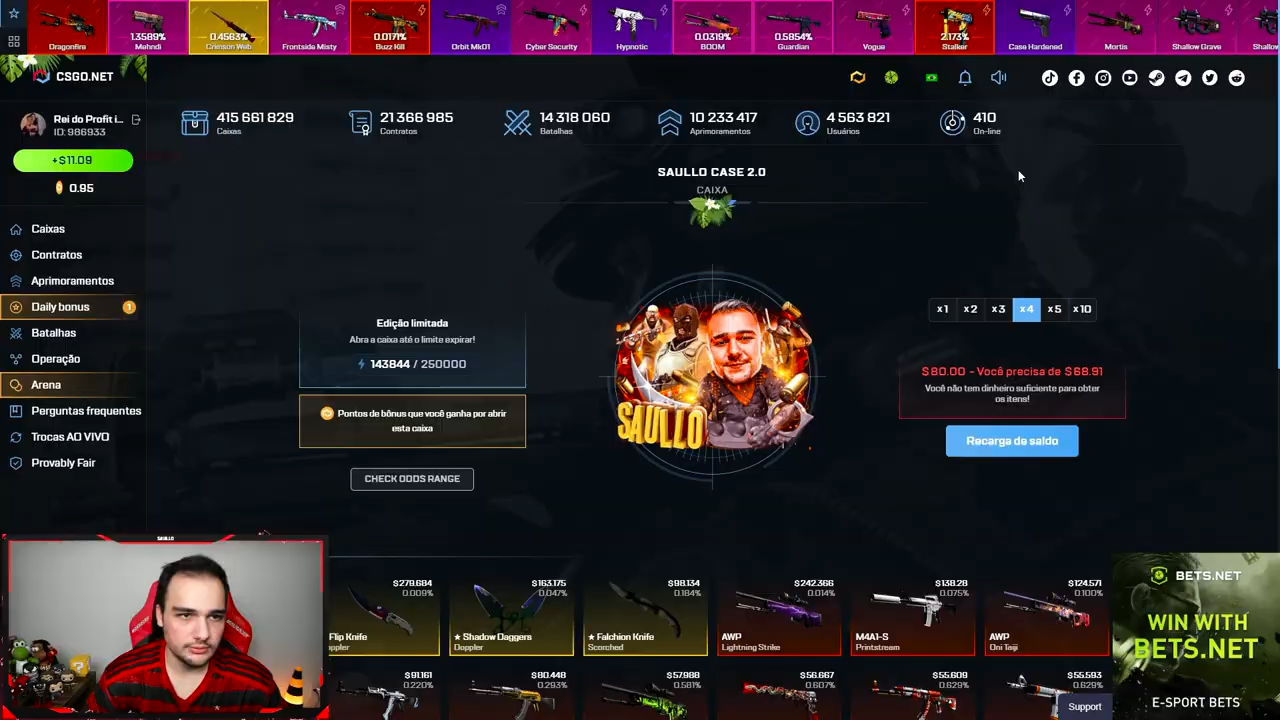 Dragonfire
1.3589%
Mehndi
0.4563%
Crimson Web
Frontside Misty
0.0171%
Buzz Kill
Orbit Mk01
Cyber Security
Hypnotic
0.0319%
BOOM
0.5854%
Guardian
Vogue
2.173%
Stalker
Case Hardened
Mortis
Shallow Grave
Shallow
CSGO.NET
Rei do Profit i...
ID: 986933
+$11.09
0.95
Caixas
Contratos
Aprimoramentos
Daily bonus
1
Batalhas
Operação
Arena
Perguntas frequentes
Trocas AO VIVO
Provably Fair
415 661 829
Caixas
21 366 985
Contratos
14 318 060
Batalhas
10 233 417
Aprimoramentos
4 563 821
Usuários
410
On-line
SAULLO CASE 2.0
CAIXA
Edição limitada
Abra a caixa até o limite expirar!
143844 / 250000
Pontos de bônus que você ganha por abrir
esta caixa
CHECK ODDS RANGE
SAULLO
x1
x2
x3
x4
x5
x10
$80.00 - Você precisa de $68.91
Você não tem dinheiro suficiente para obter
os itens!
Recarga de saldo
SAULLO
$279.684
0.009%
Flip Knife
oppler
$163.175
0.047%
★ Shadow Daggers
Doppler
$98.134
0.184%
★ Falchion Knife
Scorched
$242.366
0.014%
AWP
Lightning Strike
$138.28
0.075%
M4A1-S
Printstream
$124.571
0.100%
AWP
Oni Taiji
$91.161
0.220%
$80.448
0.293%
$57.988
0.581%
$56.667
0.607%
$55.609
0.629%
$55.593
0.629%
Support
BETS.NET
WIN WITH
BETS.NET
E-SPORT BETS